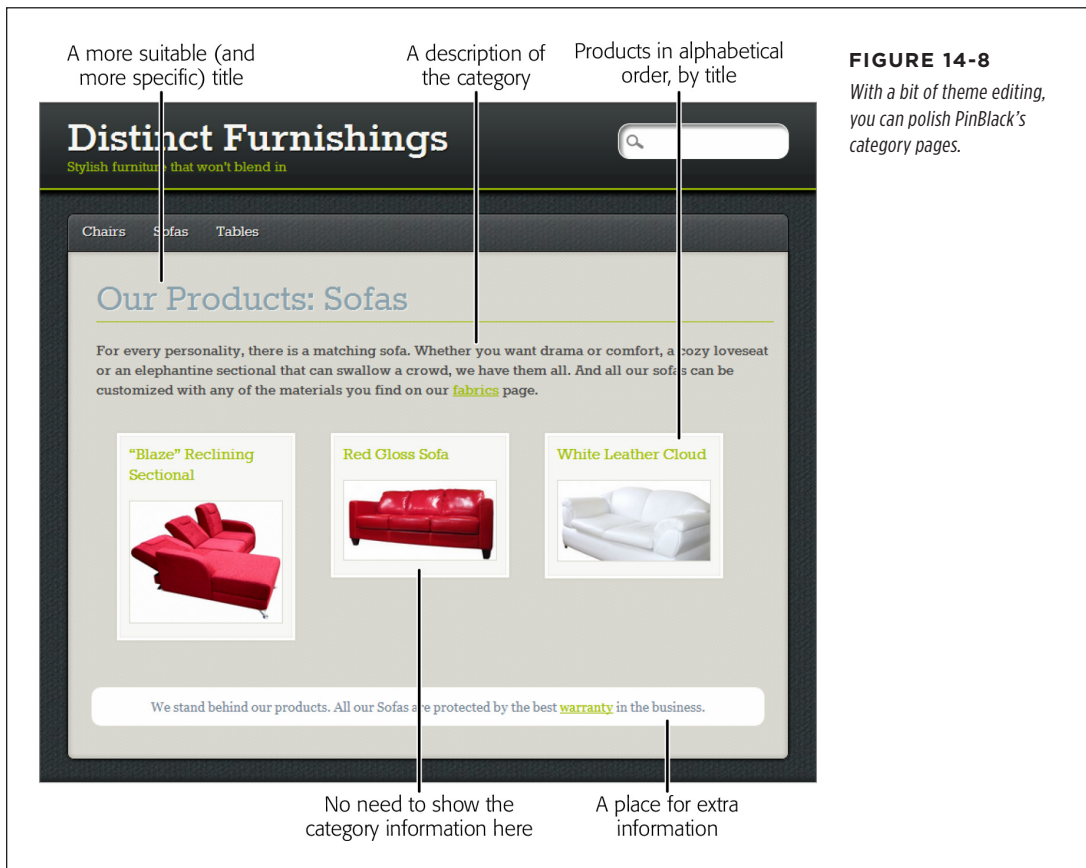 A more suitable (and
more specific) title
A description of
the category
Products in alphabetical
order, by title
FIGURE 14-8
With a bit of theme editing,
you can polish PinBlack’s
category pages.
Distinct Furnishings
Stylish furniture that won't blend in
Chairs Sofas Tables
Our Products: Sofas
For every personality, there is a matching sofa. Whether you want drama or comfort, a cozy loveseat
or an elephantine sectional that can swallow a crowd, we have them all. And all our sofas can be
customized with any of the materials you find on our fabrics page.
“Blaze” Reclining
Sectional
Red Gloss Sofa
White Leather Cloud
We stand behind our products. All our Sofas are protected by the best warranty in the business.
No need to show the
category information here
A place for extra
information